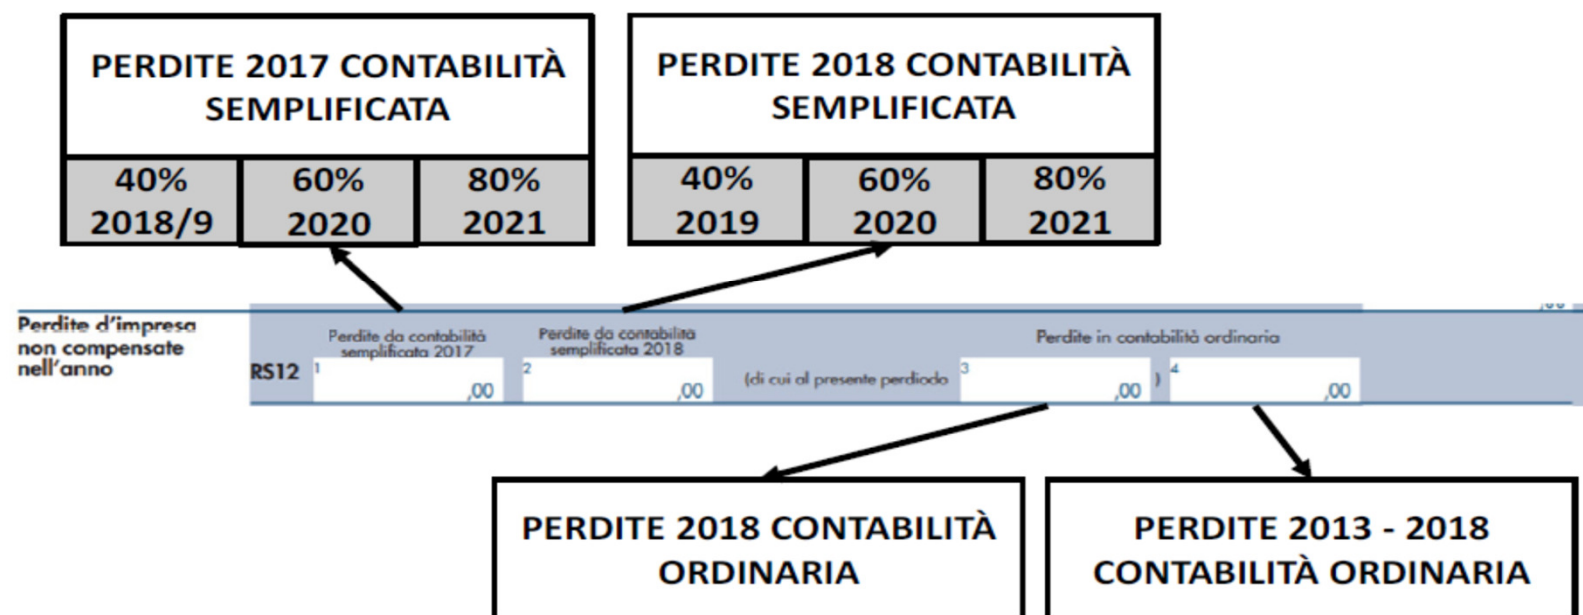 PERDITE 2017 CONTABILITÀ
SEMPLIFICATA
40%
2018/9
60%
2020
80%
2021
PERDITE 2018 CONTABILITÀ
SEMPLIFICATA
40%
2019
60%
2020
80%
2021
,00
Perdite d'impresa
non compensate
nell'anno
RS12
Perdite da contabilità
semplificata 2017
1
,00
Perdite da contabilità
semplificata 2018
2
,00
Perdite in contabilità ordinaria
(di cui al presente perdiodo
3
,00
)
4
,00
PERDITE 2018 CONTABILITÀ
ORDINARIA
PERDITE 2013 - 2018
CONTABILITÀ ORDINARIA